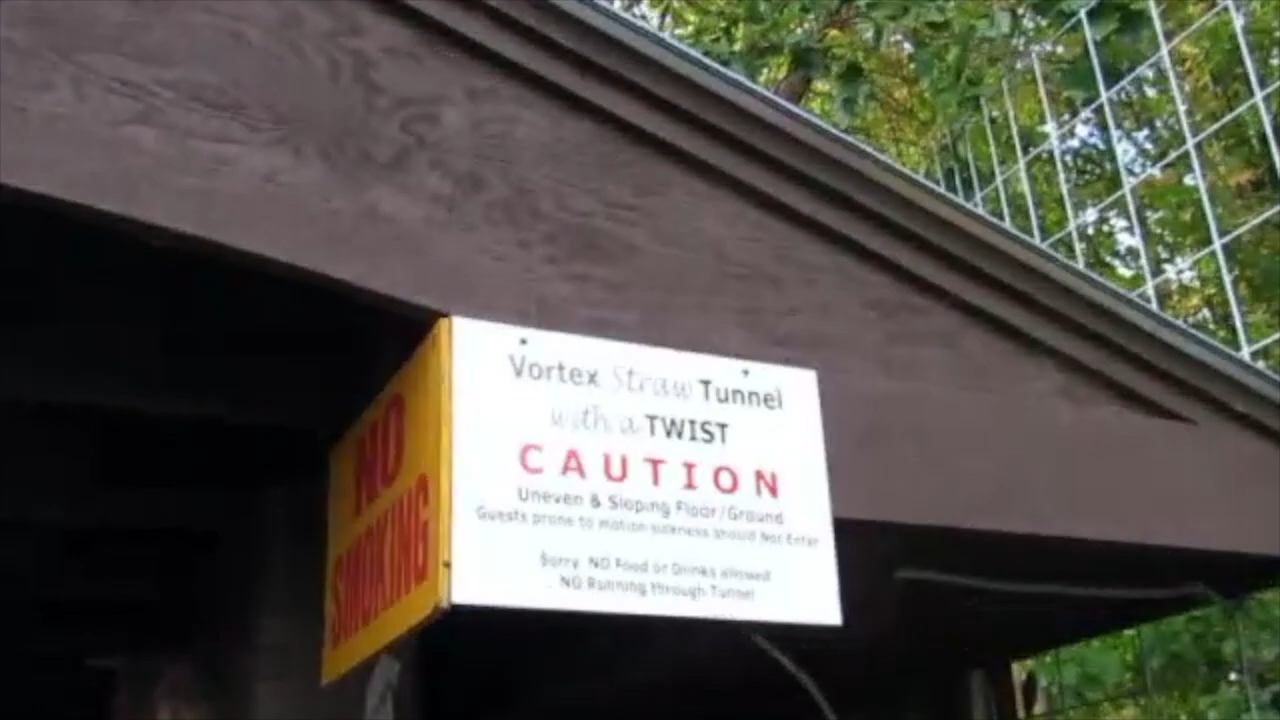 NO
SMOKING
Vortex Straw Tunnel
with a TWIST
CAUTION
Uneven & Sloping Floor/Ground
Guests prone to motion sickness should Not Enter
Sorry NO Food or Drinks allowed
NO Running through Tunnel